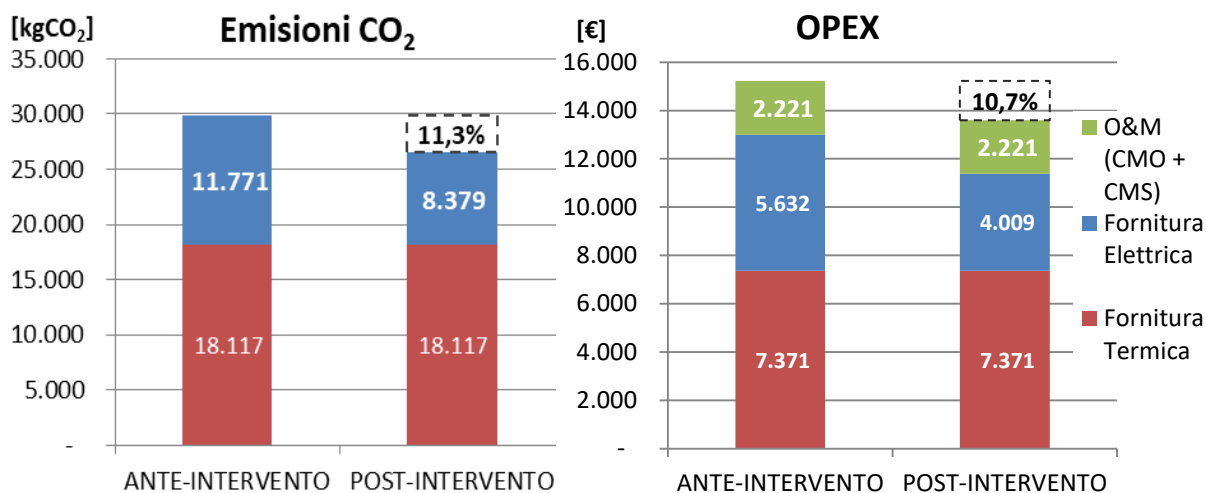 [kgCO₂]
Emisioni CO₂
35.000
30.000
25.000
20.000
15.000
10.000
5.000
-
11.771
18.117
11,3%
8.379
18.117
ANTE-INTERVENTO
POST-INTERVENTO
[€]
OPEX
16.000
14.000
12.000
10.000
8.000
6.000
4.000
2.000
-
2.221
5.632
7.371
10,7%
2.221
4.009
7.371
ANTE-INTERVENTO
POST-INTERVENTO
O&M
(CMO +
CMS)
Fornitura
Elettrica
Fornitura
Termica